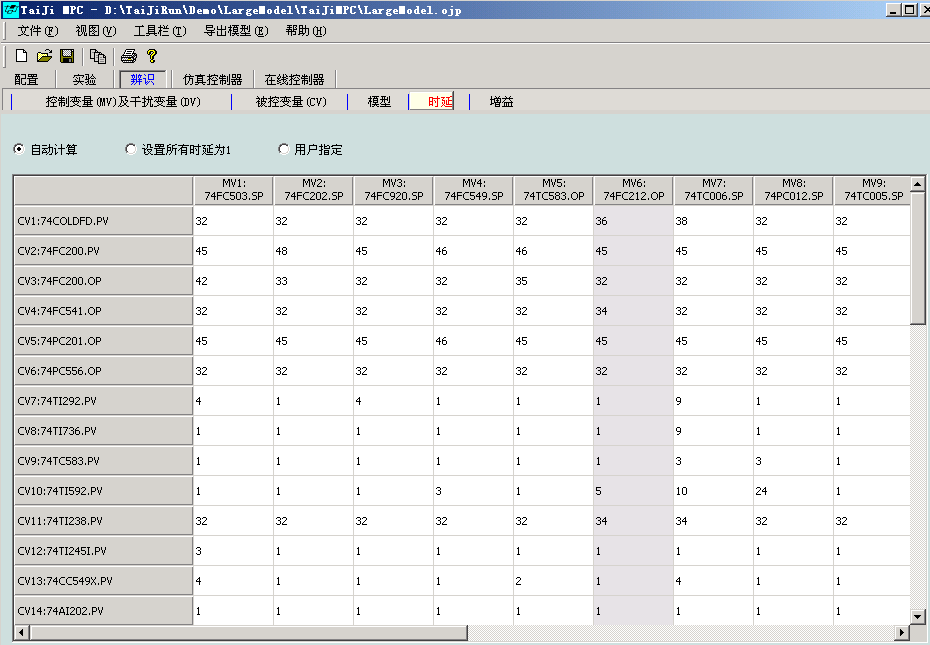 TaiJi MPC - D:\TaiJiRun\Demo\LargeModel\TaiJiMPC\LargeModel.ojp
文件(F) 视图(V) 工具栏(T) 导出模型(E) 帮助(H)
配置 实验 辨识 仿真控制器 在线控制器
控制变量(MV)及干扰变量(DV) 被控变量(CV) 模型 时延 增益
自动计算 设置所有时延为1 用户指定
MV1: MV2: MV3: MV4: MV5: MV6: MV7: MV8: MV9:
74FC503.SP 74FC202.SP 74FC920.SP 74FC549.SP 74TC583.OP 74FC212.OP 74TC006.SP 74PC012.SP 74TC005.SP
CV1:74COLDFD.PV 32 32 32 32 32 36 38 32 32
CV2:74FC200.PV 45 48 45 46 46 45 45 45 45
CV3:74FC200.OP 42 33 32 32 35 32 32 32 32
CV4:74FC541.OP 32 32 32 32 32 34 32 32 32
CV5:74PC201.OP 45 45 45 46 45 45 45 45 45
CV6:74PC556.OP 32 32 32 32 32 32 32 32 32
CV7:74TI292.PV 4 1 4 1 1 1 9 1 1
CV8:74TI736.PV 1 1 1 1 1 1 9 1 1
CV9:74TC583.PV 1 1 1 1 1 1 3 3 1
CV10:74TI592.PV 1 1 1 3 1 5 10 24 1
CV11:74TI238.PV 32 32 32 32 32 34 34 32 32
CV12:74TI245I.PV 3 1 1 1 1 1 1 1 1
CV13:74CC549X.PV 4 1 1 1 2 1 4 1 1
CV14:74AI202.PV 1 1 1 1 1 1 1 1 1